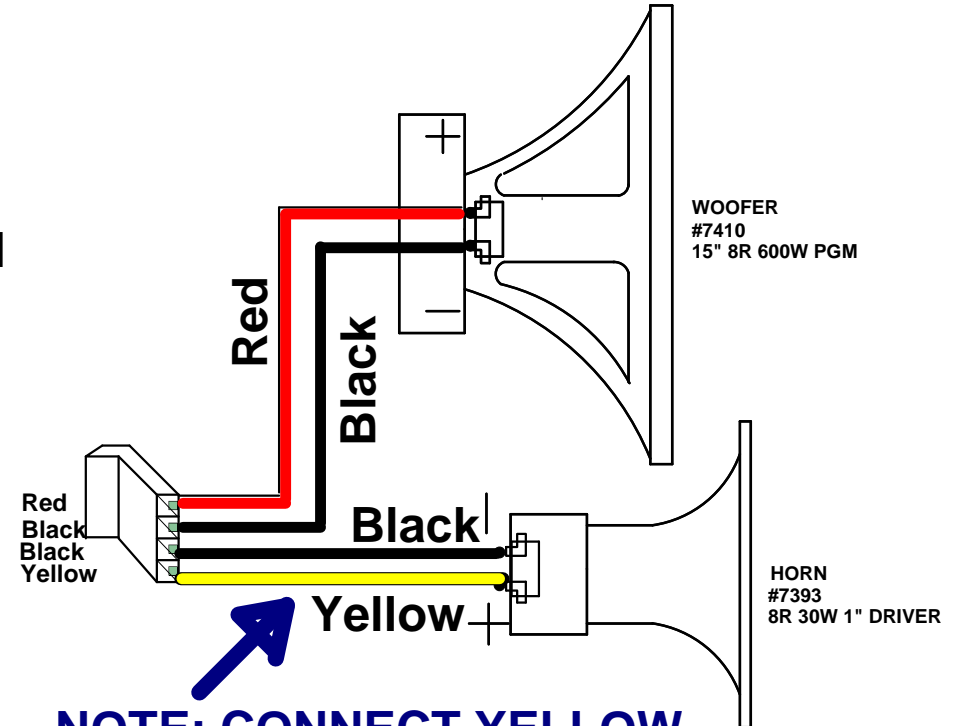 WOOFER
#7410
15" 8R 600W PGM
+
Red
Black
−
Red
Black
Black
Yellow
Black
Yellow
+
HORN
#7393
8R 30W 1" DRIVER
NOTE: CONNECT YELLOW